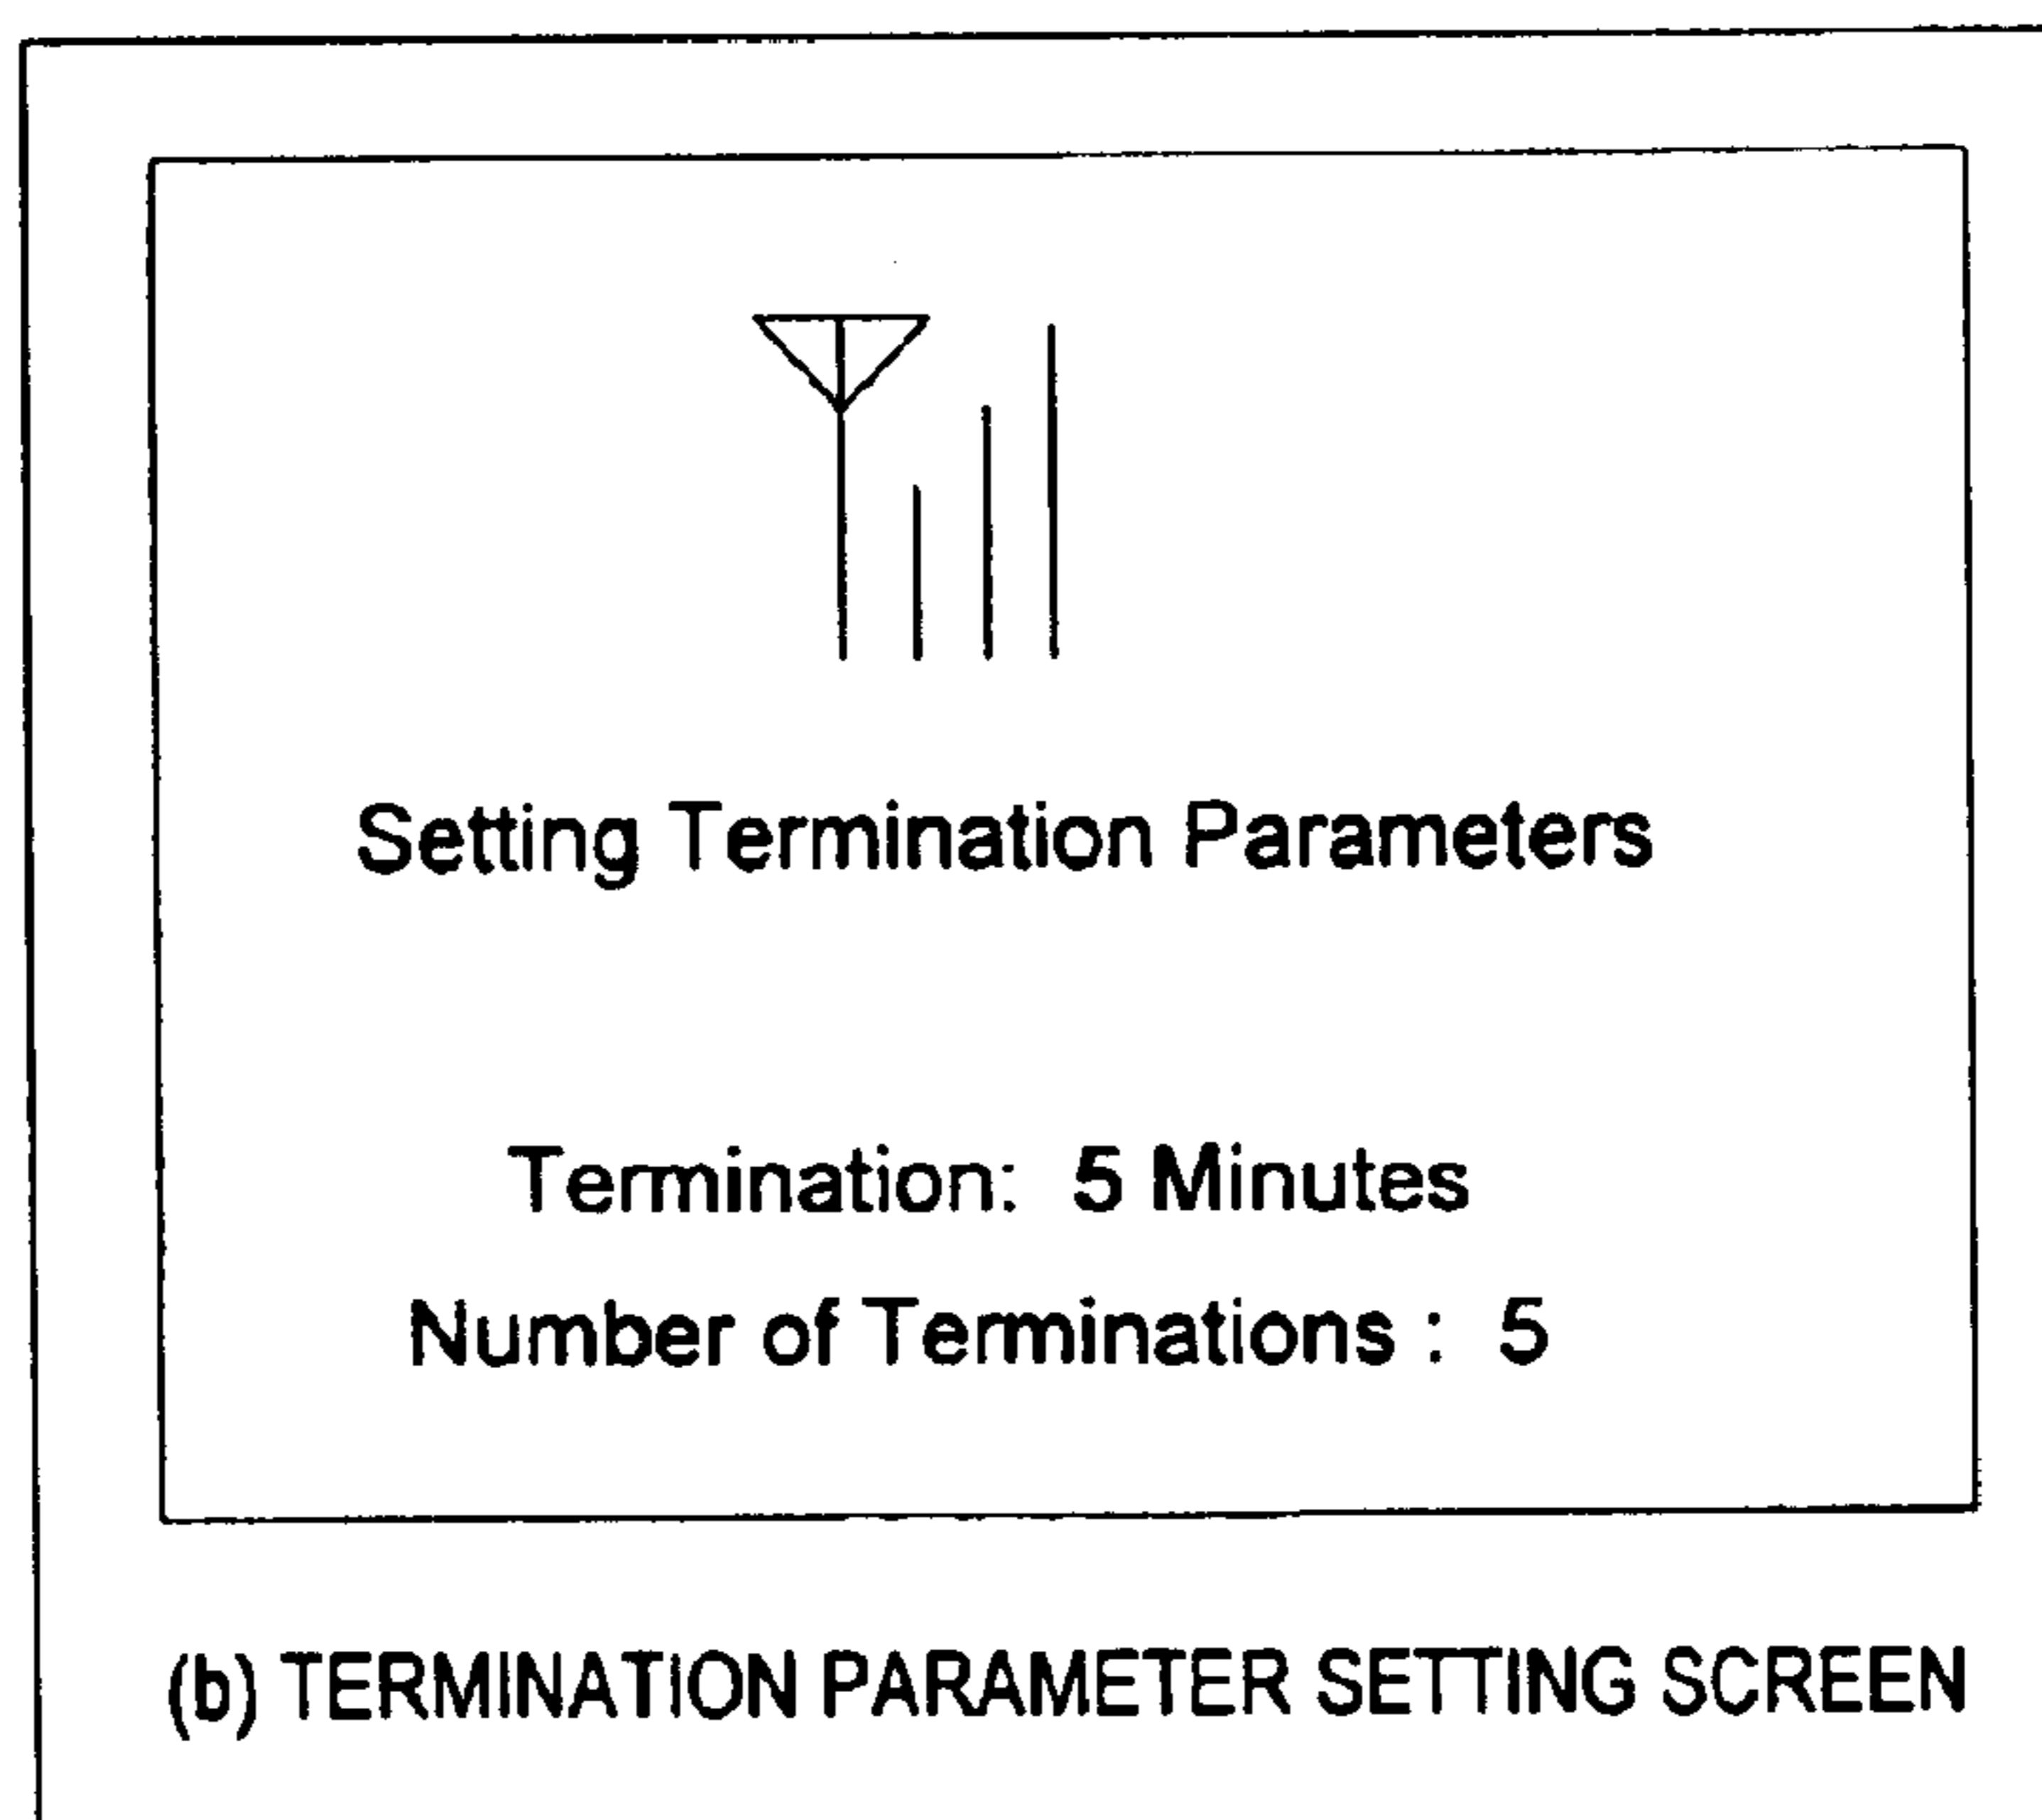 Setting Termination Parameters
Termination: 5 Minutes
Number of Terminations : 5
(b) TERMINATION PARAMETER SETTING SCREEN